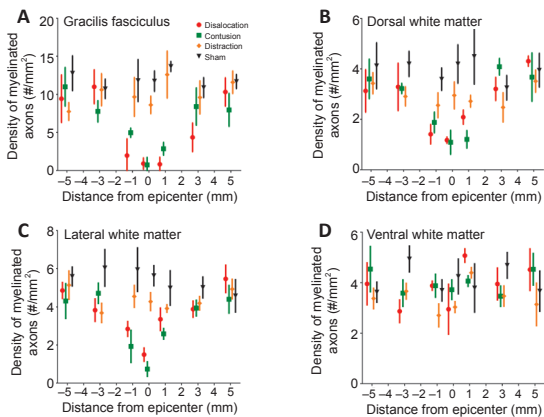 A Gracilis fasciculus
Density of myelinated
axons (#/mm²)
20
15
10
5
0
Disalocation
Contusion
Distraction
Sham
–5 –4 –3 –2 –1 0 1 2 3 4 5
Distance from epicenter (mm)
B Dorsal white matter
Density of myelinated
axons (#/mm²)
6
4
2
0
–5 –4 –3 –2 –1 0 1 2 3 4 5
Distance from epicenter (mm)
C Lateral white matter
Density of myelinated
axons (#/mm²)
8
6
4
2
0
–5 –4 –3 –2 –1 0 1 2 3 4 5
Distance from epicenter (mm)
D Ventral white matter
Density of myelinated
axons (#/mm²)
6
4
2
0
–5 –4 –3 –2 –1 0 1 2 3 4 5
Distance from epicenter (mm)